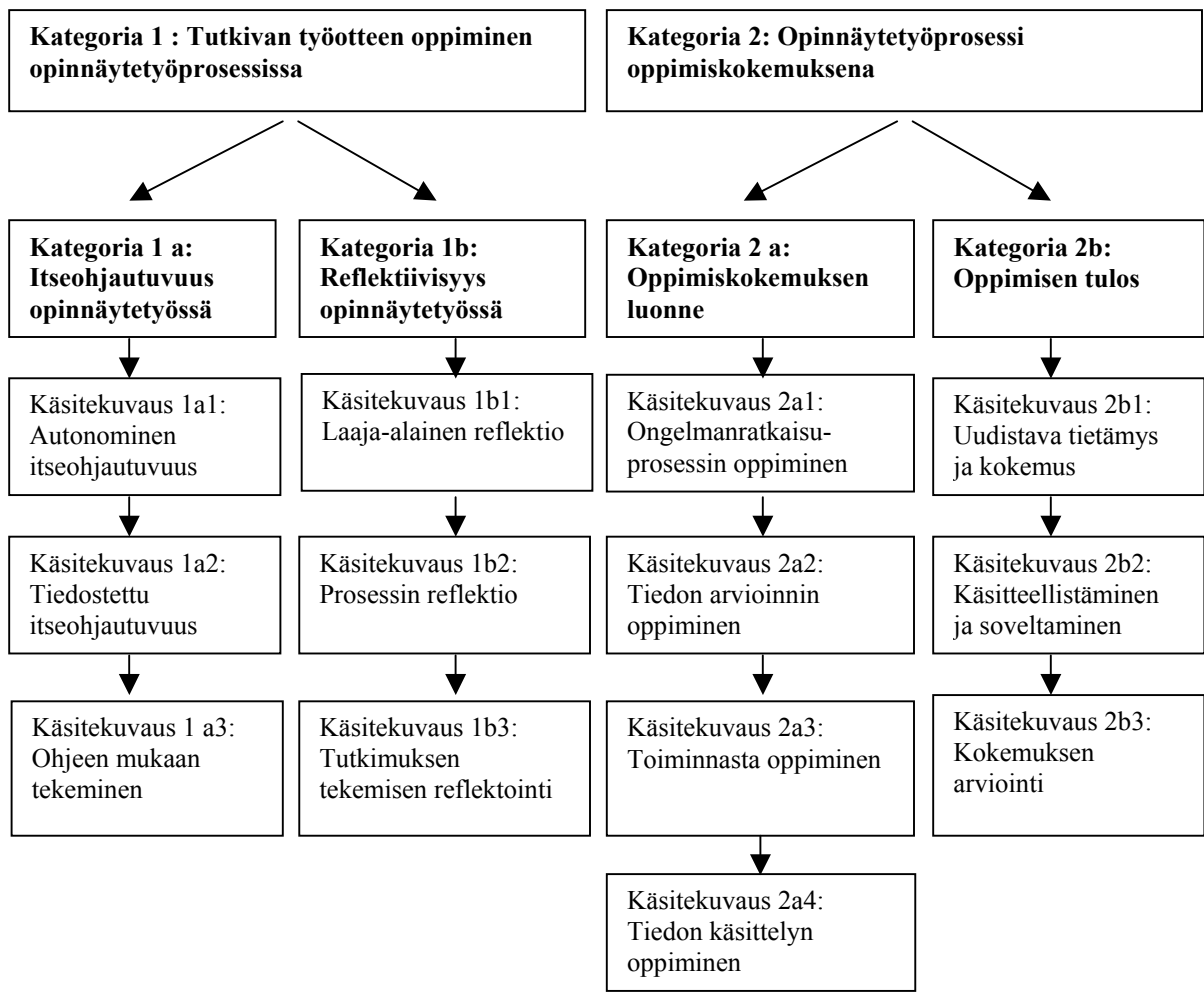 Kategoria 1 : Tutkivan työotteen oppiminen
opinnäytetyöprosessissa
Kategoria 2: Opinnäytetyöprosessi
oppimiskokemuksena
Kategoria 1 a:
Itseohjautuvuus
opinnäytetyössä
Kategoria 1b:
Reflektiivisyys
opinnäytetyössä
Kategoria 2 a:
Oppimiskokemuksen
luonne
Kategoria 2b:
Oppimisen tulos
Käsitekuvaus 1a1:
Autonominen
itseohjautuvuus
Käsitekuvaus 1b1:
Laaja-alainen reflektio
Käsitekuvaus 2a1:
Ongelmanratkaisu-
prosessin oppiminen
Käsitekuvaus 2b1:
Uudistava tietämys
ja kokemus
Käsitekuvaus 1a2:
Tiedostettu
itseohjautuvuus
Käsitekuvaus 1b2:
Prosessin reflektio
Käsitekuvaus 2a2:
Tiedon arvioinnin
oppiminen
Käsitekuvaus 2b2:
Käsitteellistäminen
ja soveltaminen
Käsitekuvaus 1 a3:
Ohjeen mukaan
tekeminen
Käsitekuvaus 1b3:
Tutkimuksen
tekemisen reflektointi
Käsitekuvaus 2a3:
Toiminnasta oppiminen
Käsitekuvaus 2b3:
Kokemuksen
arviointi
Käsitekuvaus 2a4:
Tiedon käsittelyn
oppiminen